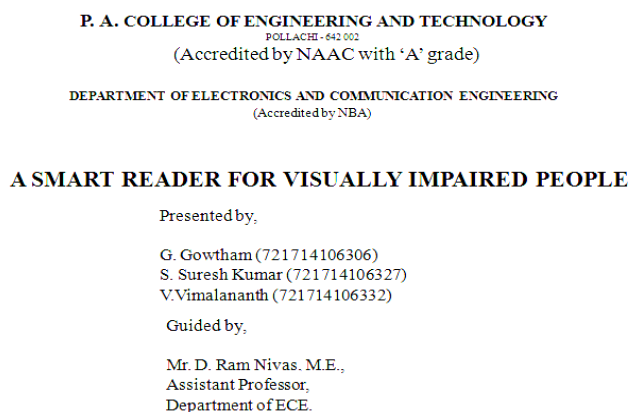 P. A. COLLEGE OF ENGINEERING AND TECHNOLOGY
POLLACHI - 642 002
(Accredited by NAAC with ‘A’ grade)
DEPARTMENT OF ELECTRONICS AND COMMUNICATION ENGINEERING
(Accredited by NBA)
A SMART READER FOR VISUALLY IMPAIRED PEOPLE
Presented by,
G. Gowtham (721714106306)
S. Suresh Kumar (721714106327)
V.Vimalananth (721714106332)
Guided by,
Mr. D. Ram Nivas. M.E.,
Assistant Professor,
Department of ECE.